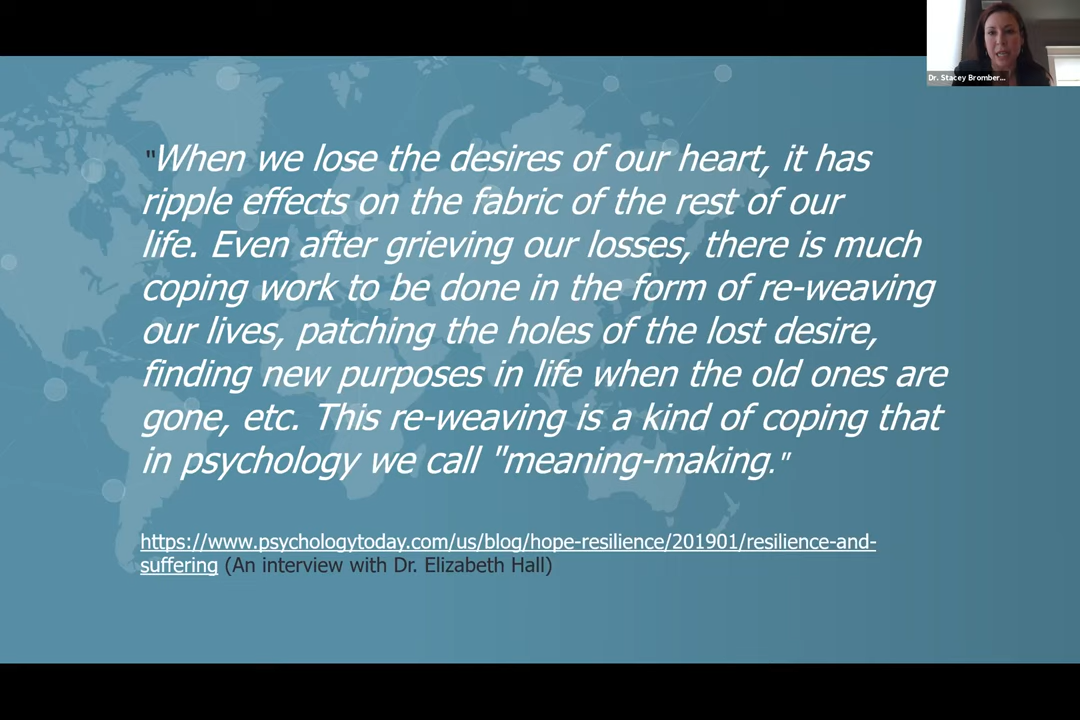 Dr. Stacey Bromber...
"When we lose the desires of our heart, it has
ripple effects on the fabric of the rest of our
life. Even after grieving our losses, there is much
coping work to be done in the form of re-weaving
our lives, patching the holes of the lost desire,
finding new purposes in life when the old ones are
gone, etc. This re-weaving is a kind of coping that
in psychology we call "meaning-making."
https://www.psychologytoday.com/us/blog/hope-resilience/201901/resilience-and-
suffering (An interview with Dr. Elizabeth Hall)